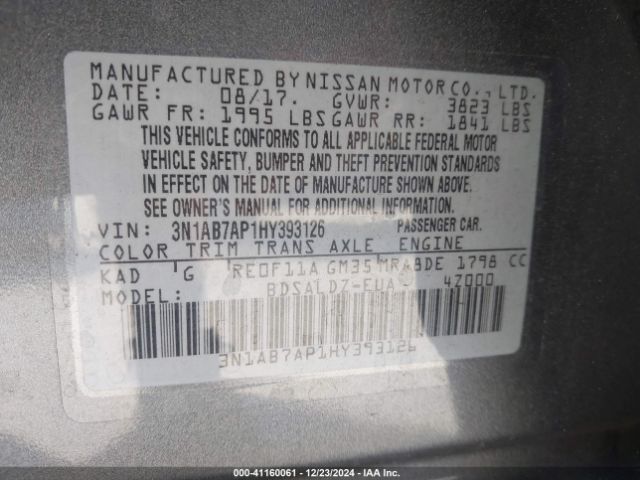 MANUFACTURED BY NISSAN MOTOR CO., LTD.
DATE: 08/17. GVWR: 3823 LBS
GAWR FR: 1995 LBS GAWR RR: 1841 LBS
THIS VEHICLE CONFORMS TO ALL APPLICABLE FEDERAL MOTOR
VEHICLE SAFETY, BUMPER AND THEFT PREVENTION STANDARDS
IN EFFECT ON THE DATE OF MANUFACTURE SHOWN ABOVE.
SEE OWNER'S MANUAL FOR ADDITIONAL INFORMATION.
VIN: 3N1AB7AP1HY393126 PASSENGER CAR.
COLOR TRIM TRANS AXLE ENGINE
KAD G RE0F11A GM35 MRA8DE 1798 CC
MODEL: BDSALDZ-EUA 4Z000
3N1AB7AP1HY393126
000-41160061 - 12/23/2024 - IAAI.COM